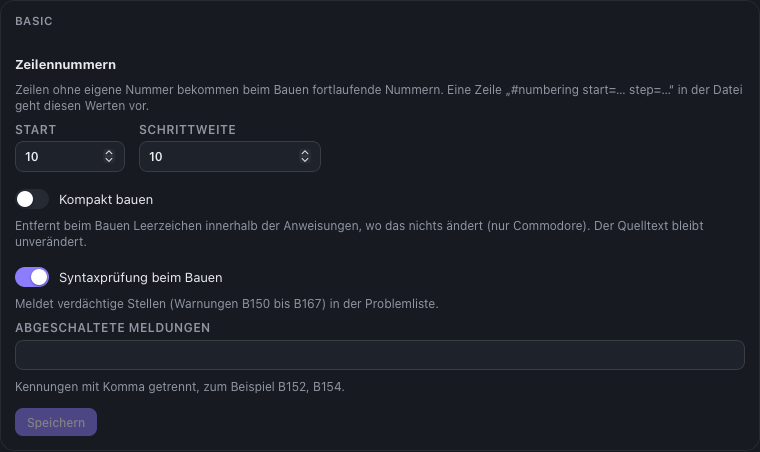 BASIC
Zeilennummern
Zeilen ohne eigene Nummer bekommen beim Bauen fortlaufende Nummern. Eine Zeile „#numbering start=… step=…“ in der Datei
geht diesen Werten vor.
START SCHRITTWEITE
10 10
Kompakt bauen
Entfernt beim Bauen Leerzeichen innerhalb der Anweisungen, wo das nichts ändert (nur Commodore). Der Quelltext bleibt
unverändert.
Syntaxprüfung beim Bauen
Meldet verdächtige Stellen (Warnungen B150 bis B167) in der Problemliste.
ABGESCHALTETE MELDUNGEN
Kennungen mit Komma getrennt, zum Beispiel B152, B154.
Speichern